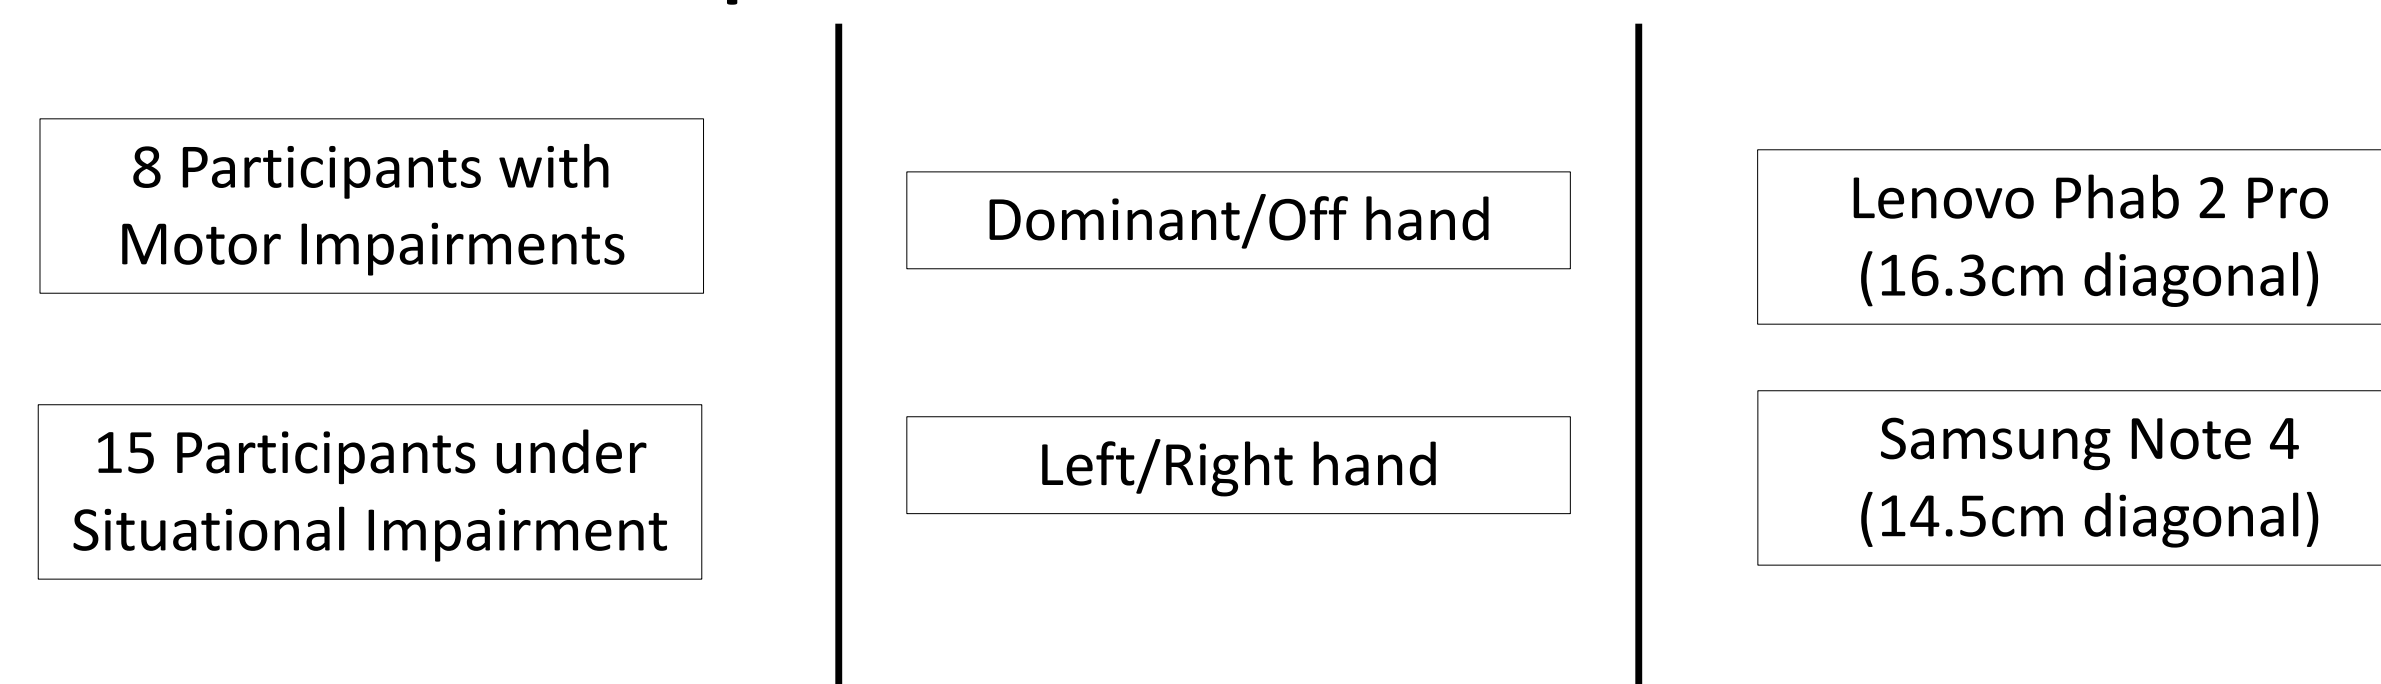 8 Participants with
Motor Impairments
15 Participants under
Situational Impairment
Dominant/Off hand
Left/Right hand
Lenovo Phab 2 Pro
(16.3cm diagonal)
Samsung Note 4
(14.5cm diagonal)